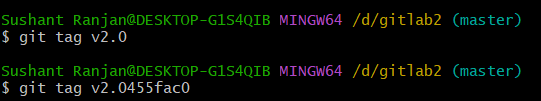 Sushant Ranjan@DESKTOP-G1S4QIB MINGW64 /d/gitlab2 (master)
$ git tag v2.0
Sushant Ranjan@DESKTOP-G1S4QIB MINGW64 /d/gitlab2 (master)
$ git tag v2.0455fac0